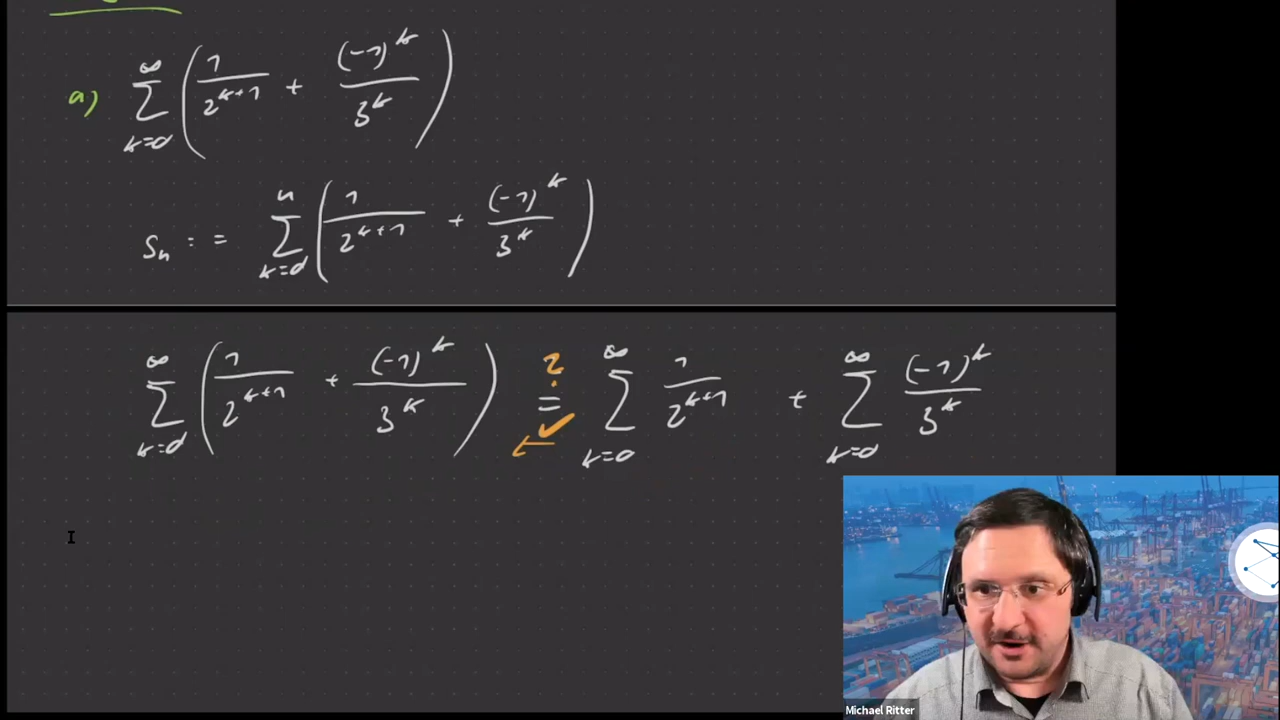 a) ∑_{k=0}^{∞} ( 1/2^{k+1} + (-1)^k/3^k )
S_n := = ∑_{k=0}^{n} ( 1/2^{k+1} + (-1)^k/3^k )
∑_{k=0}^{∞} ( 1/2^{k+1} + (-1)^k/3^k ) =^{?} ∑_{k=0}^{∞} 1/2^{k+1} + ∑_{k=0}^{∞} (-1)^k/3^k
← ✓
Michael Ritter